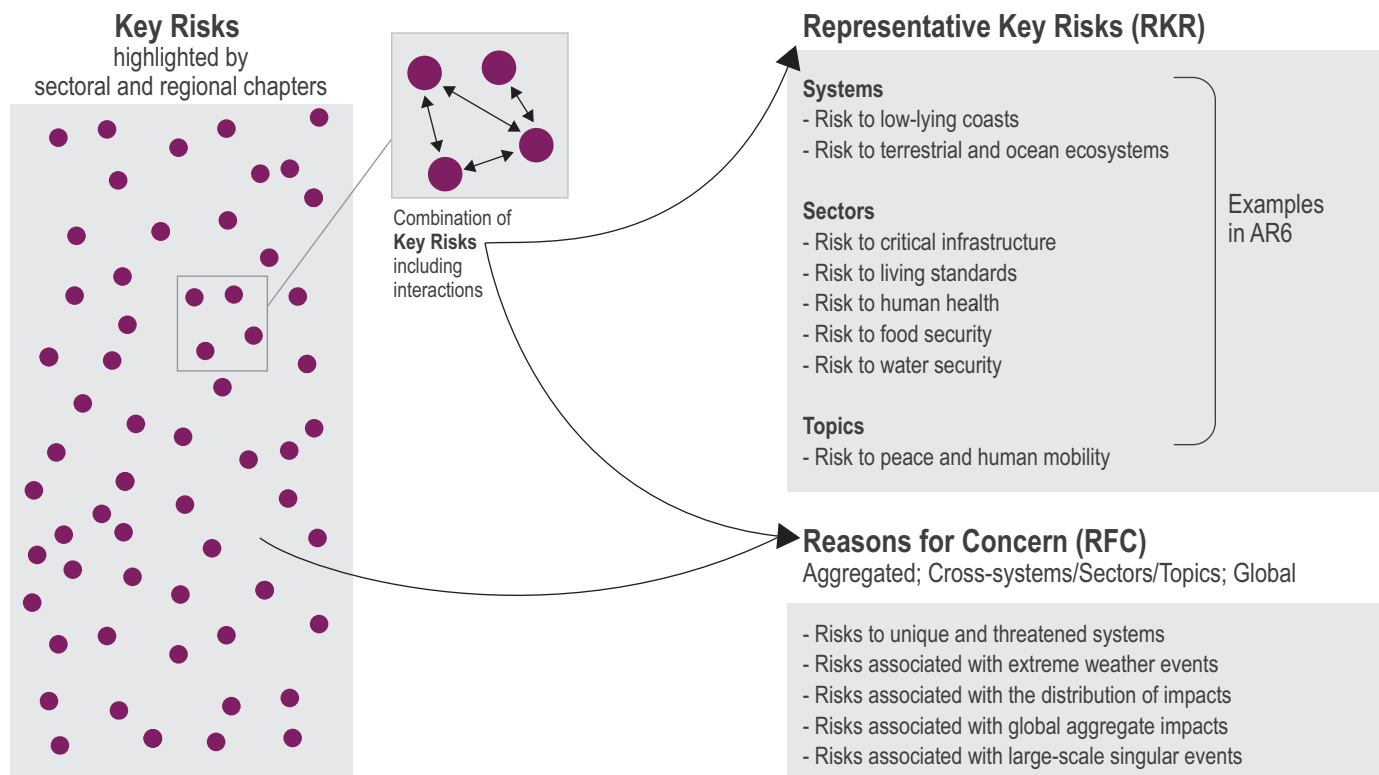 Key Risks
highlighted by
sectoral and regional chapters
Combination of
Key Risks
including
interactions
Representative Key Risks (RKR)
Systems
- Risk to low-lying coasts
- Risk to terrestrial and ocean ecosystems
Sectors
- Risk to critical infrastructure
- Risk to living standards
- Risk to human health
- Risk to food security
- Risk to water security
Topics
- Risk to peace and human mobility
Examples
in AR6
Reasons for Concern (RFC)
Aggregated; Cross-systems/Sectors/Topics; Global
- Risks to unique and threatened systems
- Risks associated with extreme weather events
- Risks associated with the distribution of impacts
- Risks associated with global aggregate impacts
- Risks associated with large-scale singular events